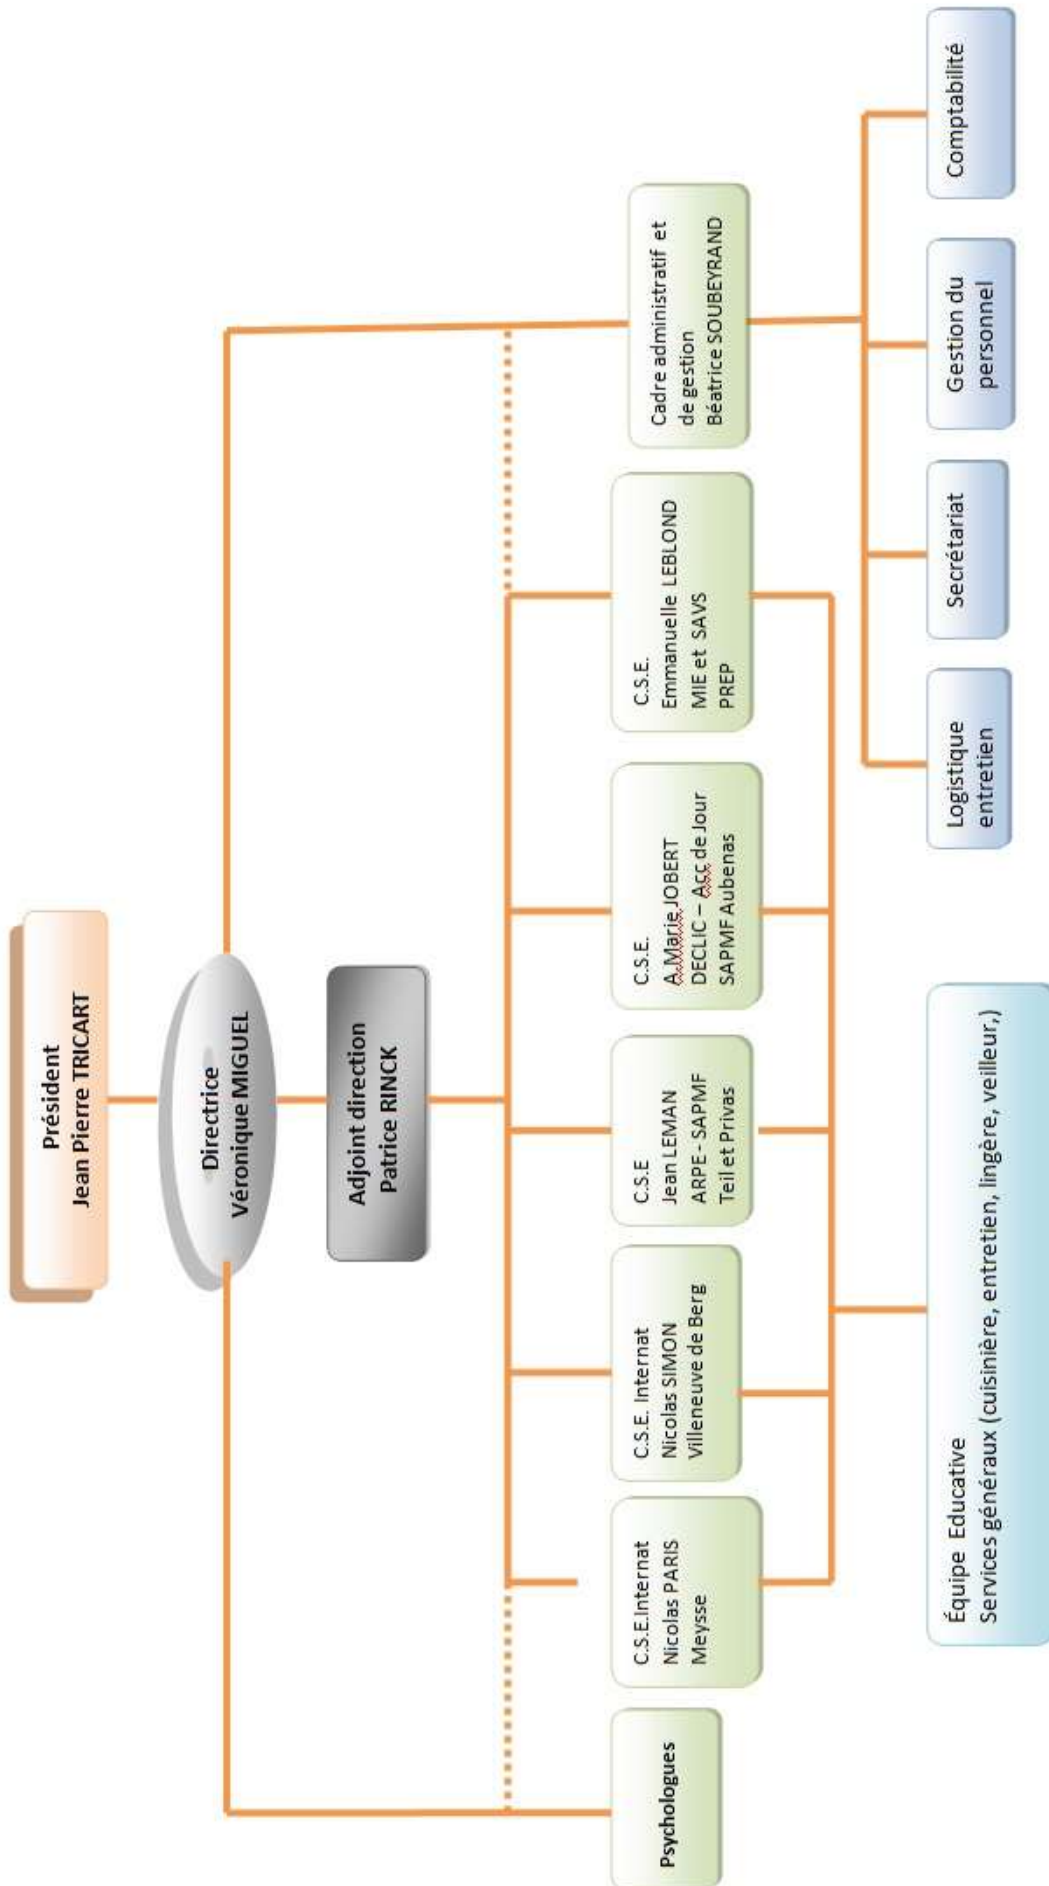 Président
Jean Pierre TRICART
Directrice
Véronique MIGUEL
Adjoint direction
Patrice RINCK
Psychologues
C.S.E.Internat
Nicolas PARIS
Meysse
C.S.E. Internat
Nicolas SIMON
Villeneuve de Berg
C.S.E
Jean LEMAN
ARPE - SAPMF
Teil et Privas
C.S.E.
A.Marie JOBERT
DECLIC – Acc de Jour
SAPMF Aubenas
C.S.E.
Emmanuelle LEBLOND
MIE et SAVS
PREP
Cadre administratif et
de gestion
Béatrice SOUBEYRAND
Équipe Educative
Services généraux (cuisinière, entretien, lingère, veilleur,)
Logistique
entretien
Secrétariat
Gestion du
personnel
Comptabilité